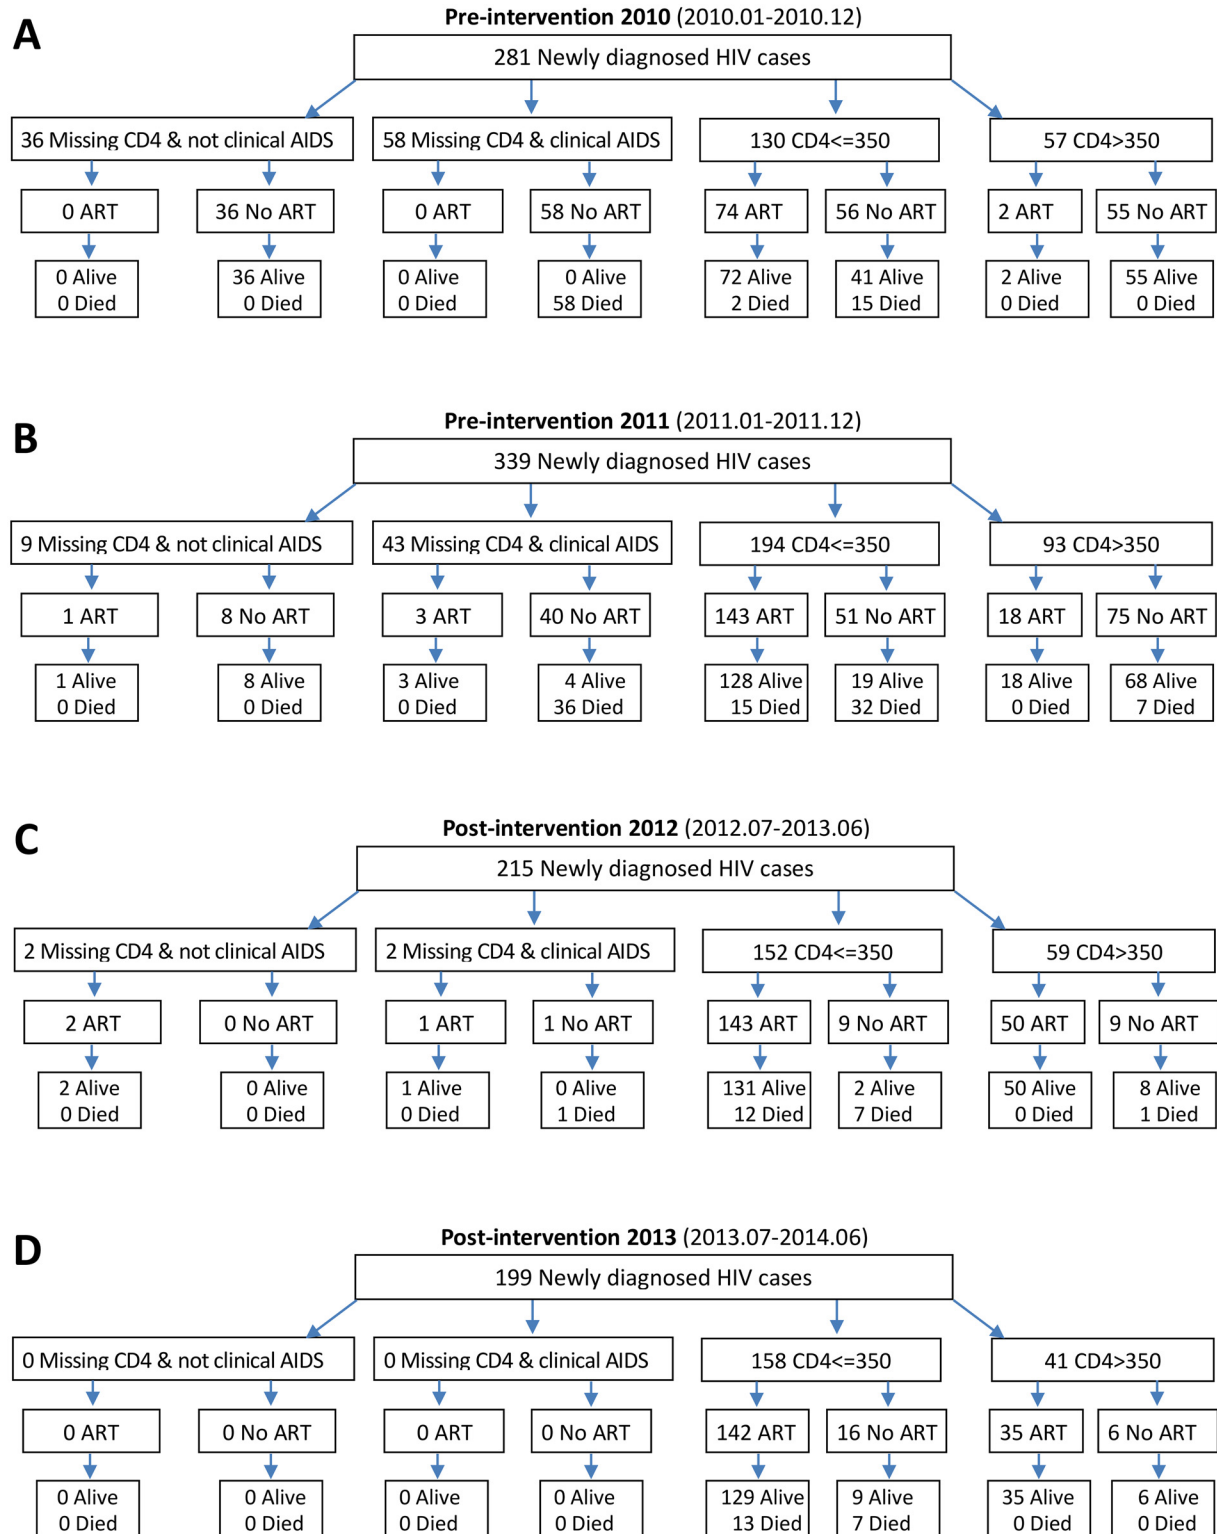 A
Pre-intervention 2010 (2010.01-2010.12)
281 Newly diagnosed HIV cases
36 Missing CD4 & not clinical AIDS
58 Missing CD4 & clinical AIDS
130 CD4<=350
57 CD4>350
0 ART
36 No ART
0 ART
58 No ART
74 ART
56 No ART
2 ART
55 No ART
0 Alive
0 Died
36 Alive
0 Died
0 Alive
0 Died
0 Alive
58 Died
72 Alive
2 Died
41 Alive
15 Died
2 Alive
0 Died
55 Alive
0 Died
B
Pre-intervention 2011 (2011.01-2011.12)
339 Newly diagnosed HIV cases
9 Missing CD4 & not clinical AIDS
43 Missing CD4 & clinical AIDS
194 CD4<=350
93 CD4>350
1 ART
8 No ART
3 ART
40 No ART
143 ART
51 No ART
18 ART
75 No ART
1 Alive
0 Died
8 Alive
0 Died
3 Alive
0 Died
4 Alive
36 Died
128 Alive
15 Died
19 Alive
32 Died
18 Alive
0 Died
68 Alive
7 Died
C
Post-intervention 2012 (2012.07-2013.06)
215 Newly diagnosed HIV cases
2 Missing CD4 & not clinical AIDS
2 Missing CD4 & clinical AIDS
152 CD4<=350
59 CD4>350
2 ART
0 No ART
1 ART
1 No ART
143 ART
9 No ART
50 ART
9 No ART
2 Alive
0 Died
0 Alive
0 Died
1 Alive
0 Died
0 Alive
1 Died
131 Alive
12 Died
2 Alive
7 Died
50 Alive
0 Died
8 Alive
1 Died
D
Post-intervention 2013 (2013.07-2014.06)
199 Newly diagnosed HIV cases
0 Missing CD4 & not clinical AIDS
0 Missing CD4 & clinical AIDS
158 CD4<=350
41 CD4>350
0 ART
0 No ART
0 ART
0 No ART
142 ART
16 No ART
35 ART
6 No ART
0 Alive
0 Died
0 Alive
0 Died
0 Alive
0 Died
0 Alive
0 Died
129 Alive
13 Died
9 Alive
7 Died
35 Alive
0 Died
6 Alive
0 Died